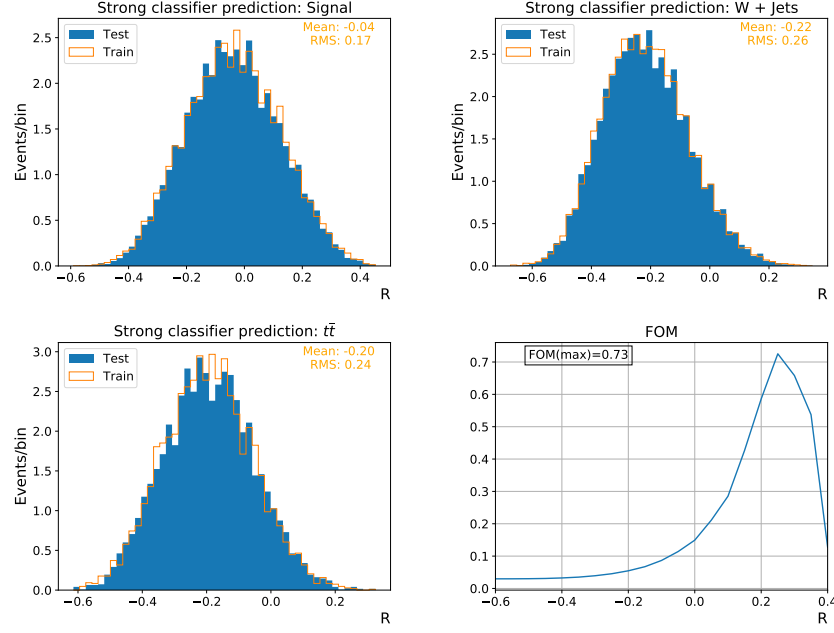 Strong classifier prediction: Signal
Mean: -0.04
RMS: 0.17
Test
Train
Events/bin
2.5
2.0
1.5
1.0
0.5
0.0
−0.6 −0.4 −0.2 0.0 0.2 0.4
R
Strong classifier prediction: W + Jets
Mean: -0.22
RMS: 0.26
Test
Train
Events/bin
2.5
2.0
1.5
1.0
0.5
0.0
−0.6 −0.4 −0.2 0.0 0.2
R
Strong classifier prediction: tt̄
Mean: -0.20
RMS: 0.24
Test
Train
Events/bin
3.0
2.5
2.0
1.5
1.0
0.5
0.0
−0.6 −0.4 −0.2 0.0 0.2
R
FOM
FOM(max)=0.73
0.7
0.6
0.5
0.4
0.3
0.2
0.1
0.0
−0.6 −0.4 −0.2 0.0 0.2 0.4
R